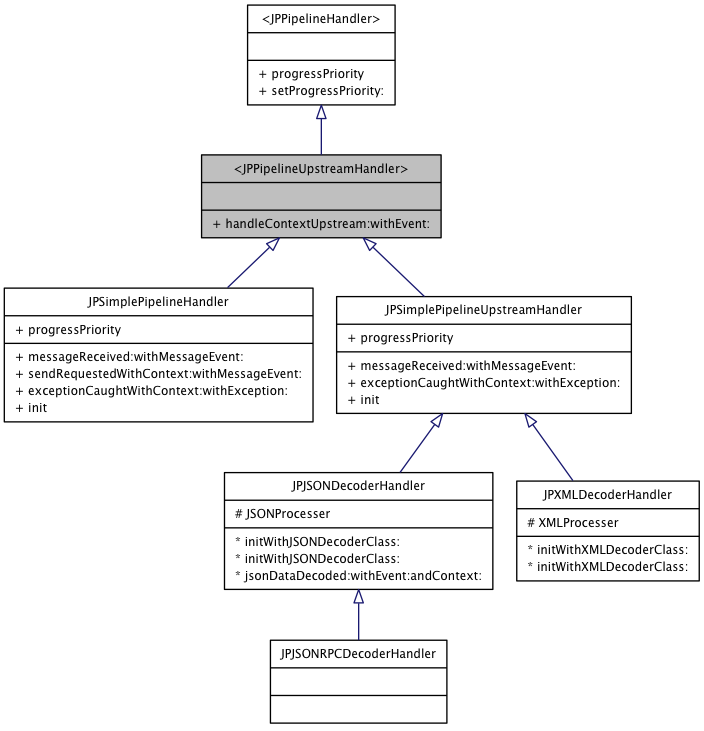 <JPPipelineHandler>
+ progressPriority
+ setProgressPriority:
<JPPipelineUpstreamHandler>
+ handleContextUpstream:withEvent:
JPSimplePipelineHandler
+ progressPriority
+ messageReceived:withMessageEvent:
+ sendRequestedWithContext:withMessageEvent:
+ exceptionCaughtWithContext:withException:
+ init
JPSimplePipelineUpstreamHandler
+ progressPriority
+ messageReceived:withMessageEvent:
+ exceptionCaughtWithContext:withException:
+ init
JPJSONDecoderHandler
# JSONProcesser
* initWithJSONDecoderClass:
* initWithJSONDecoderClass:
* jsonDataDecoded:withEvent:andContext:
JPXMLDecoderHandler
# XMLProcesser
* initWithXMLDecoderClass:
* initWithXMLDecoderClass:
JPJSONRPCDecoderHandler